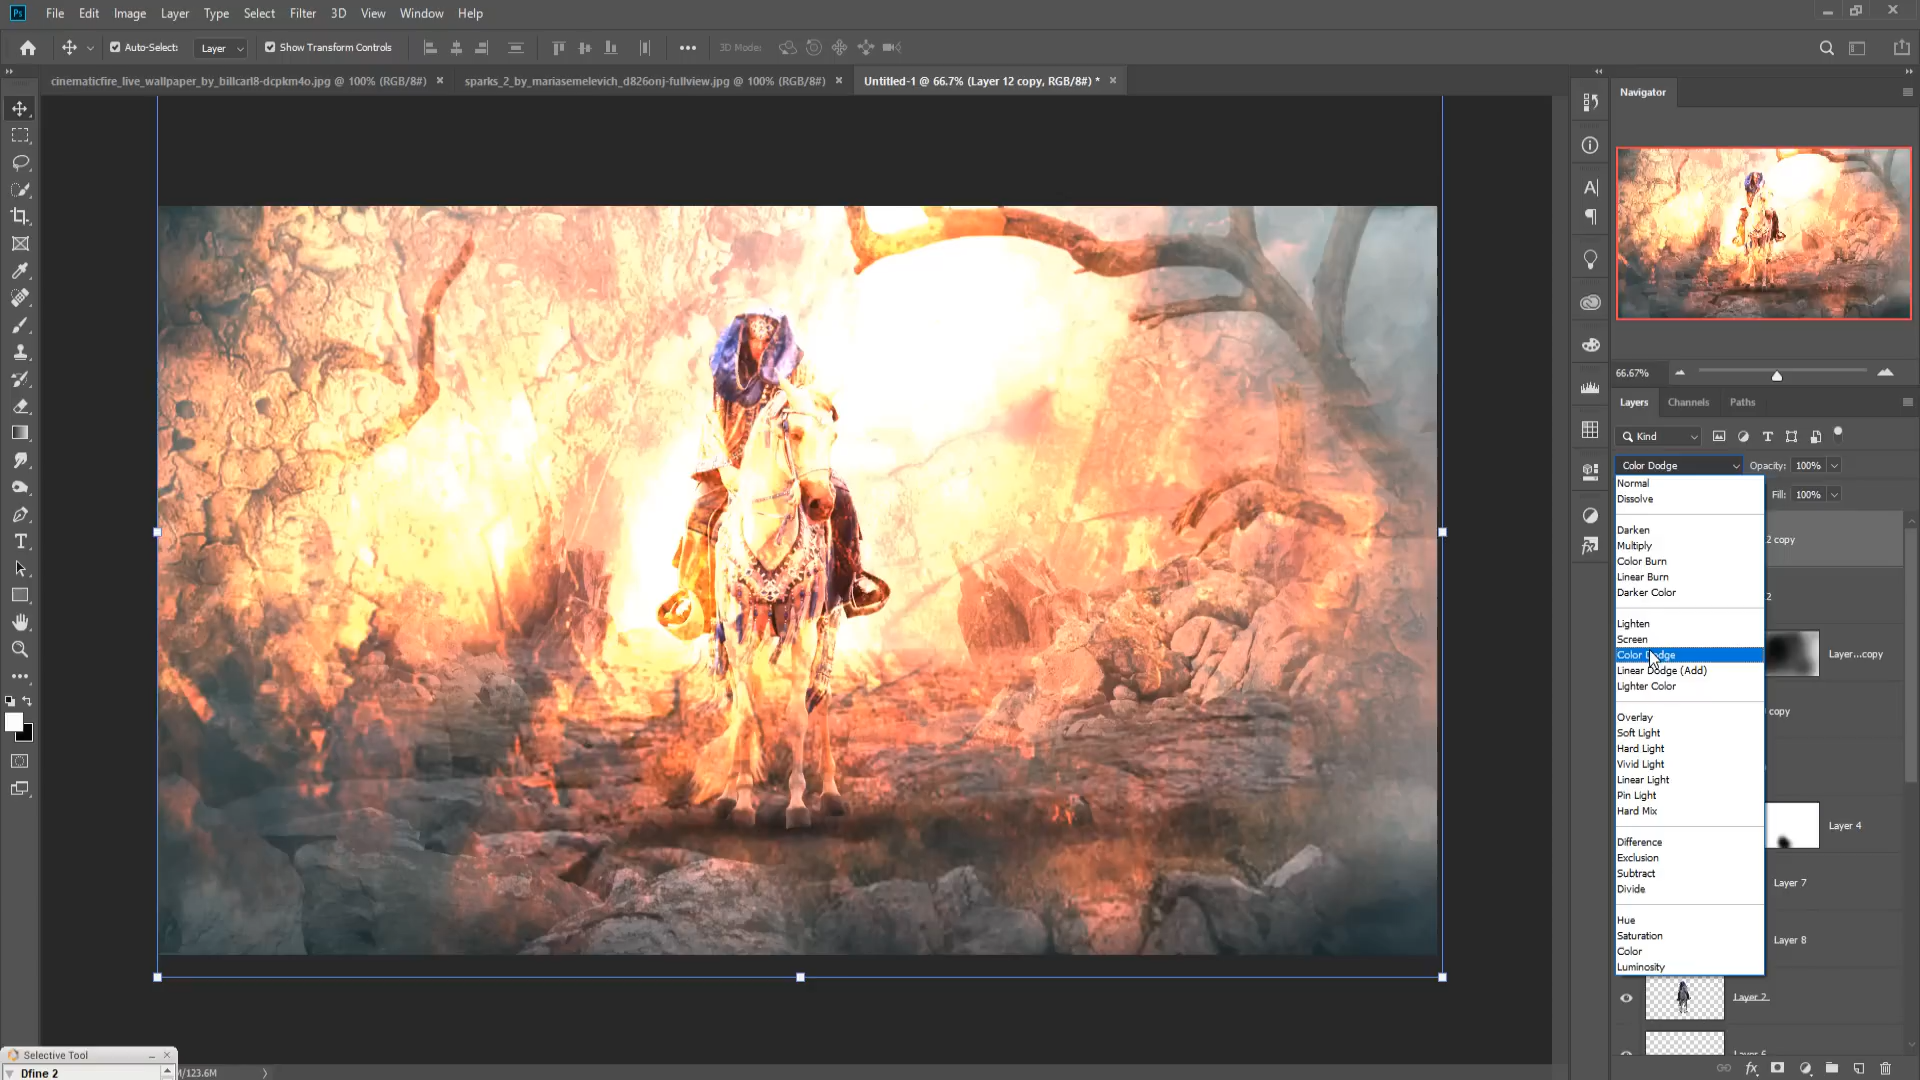 Ps File Edit Image Layer Type Select Filter 3D View Window Help
Auto-Select: Layer Show Transform Controls 3D Mode:
cinematicfire_live_wallpaper_by_billcarl8-dcpkm4o.jpg @ 100% (RGB/8#) sparks_2_by_mariasemelevich_d826onj-fullview.jpg @ 100% (RGB/8#) Untitled-1 @ 66.7% (Layer 12 copy, RGB/8#) *
Navigator
66.67%
Layers Channels Paths
Kind
Color Dodge Opacity: 100%
Normal
Dissolve
Fill: 100%
Darken
Multiply
Color Burn
Linear Burn
Darker Color
Lighten
Screen
Color Dodge
Linear Dodge (Add)
Lighter Color
Overlay
Soft Light
Hard Light
Vivid Light
Linear Light
Pin Light
Hard Mix
Difference
Exclusion
Subtract
Divide
Hue
Saturation
Color
Luminosity
2 copy
2
Layer...copy
copy
Layer 4
Layer 7
Layer 8
Layer 2
Selective Tool
Dfine 2
M/123.6M